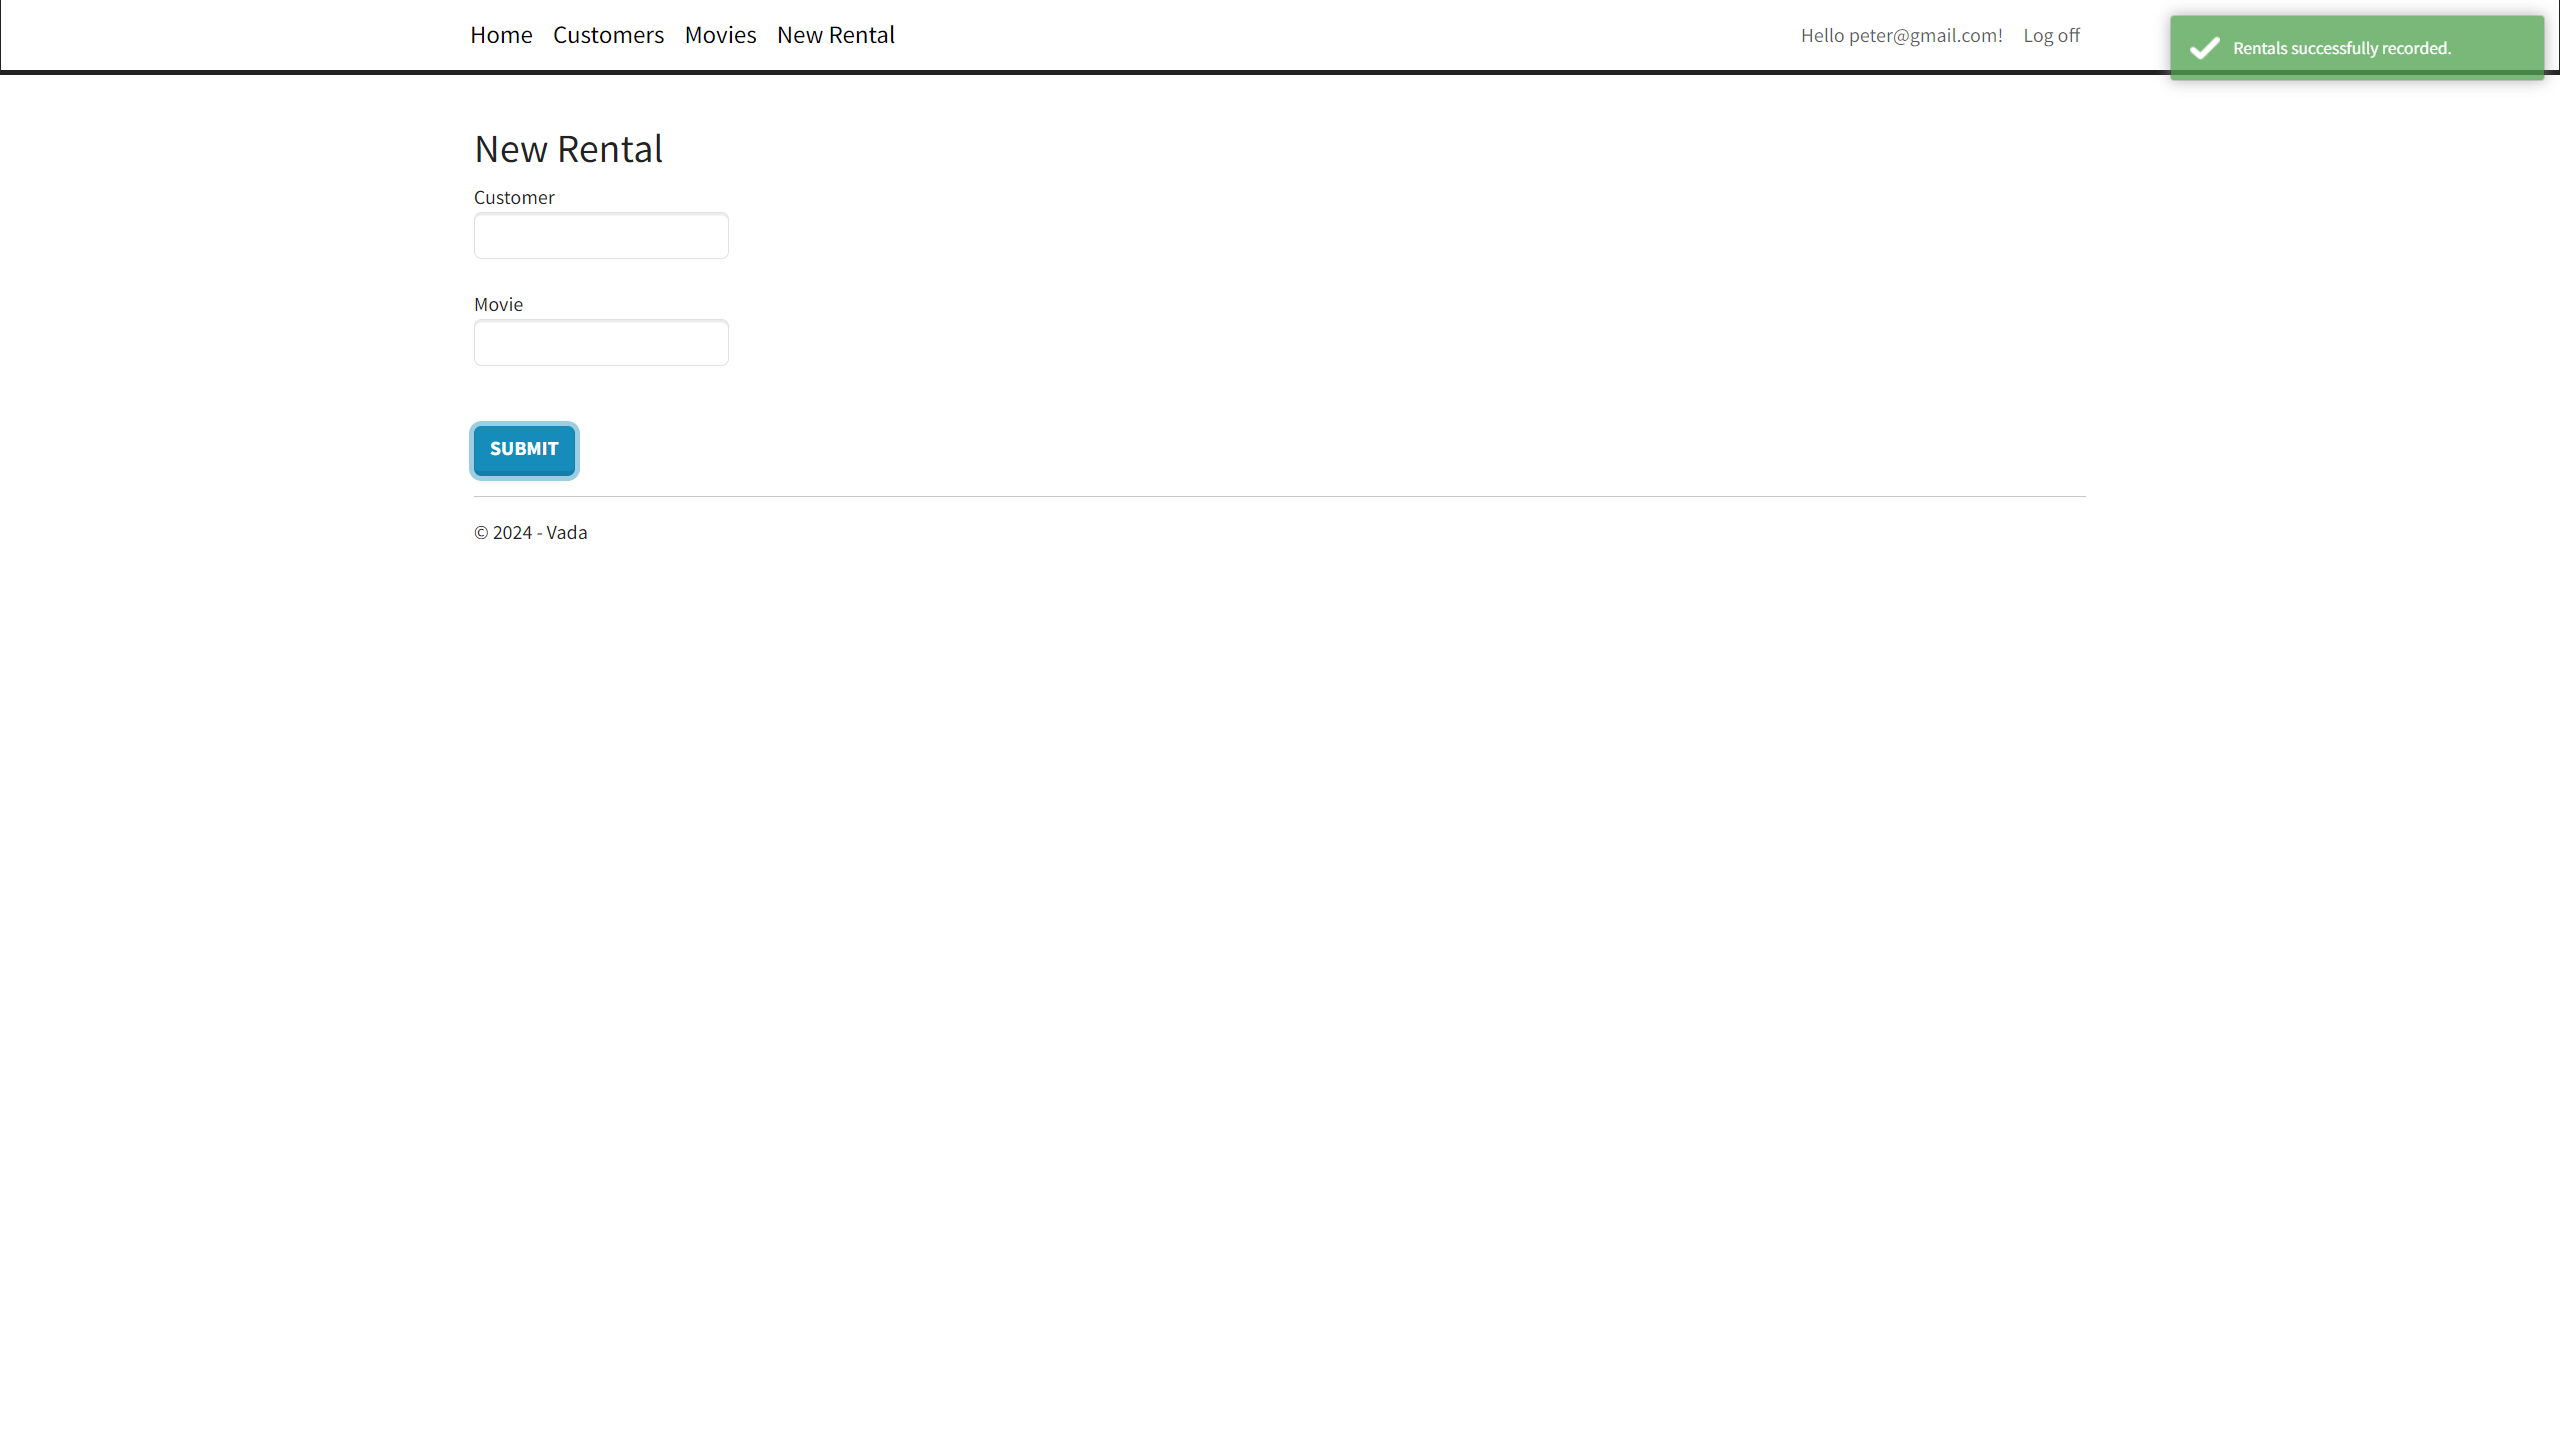 Home Customers Movies New Rental Hello peter@gmail.com! Log off
Rentals successfully recorded.
New Rental
Customer
Movie
SUBMIT
© 2024 - Vada